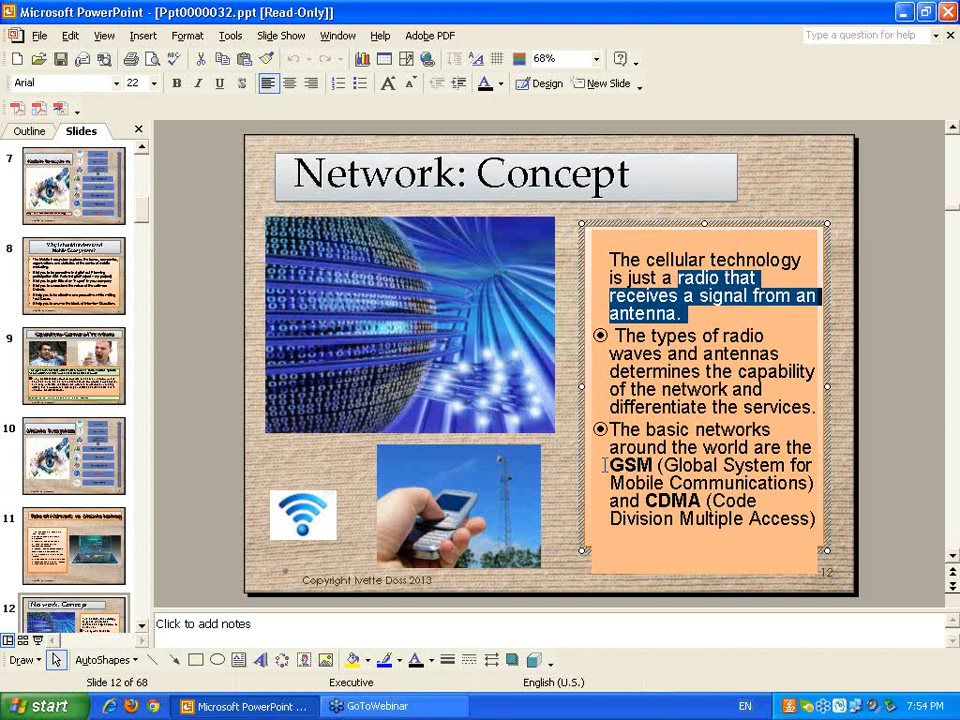 Microsoft PowerPoint - [Ppt0000032.ppt [Read-Only]]
File Edit View Insert Format Tools Slide Show Window Help Adobe PDF
Type a question for help
68%
Arial 22 B I U S A A A Design New Slide
Outline Slides
7
8
9
10
11
12
Network: Concept
The cellular technology
is just a radio that
receives a signal from an
antenna.
The types of radio
waves and antennas
determines the capability
of the network and
differentiate the services.
The basic networks
around the world are the
GSM (Global System for
Mobile Communications)
and CDMA (Code
Division Multiple Access)
Copyright Ivette Doss 2013
12
Click to add notes
Draw AutoShapes
Slide 12 of 68 Executive English (U.S.)
start Microsoft PowerPoint ... GoToWebinar EN 7:54 PM